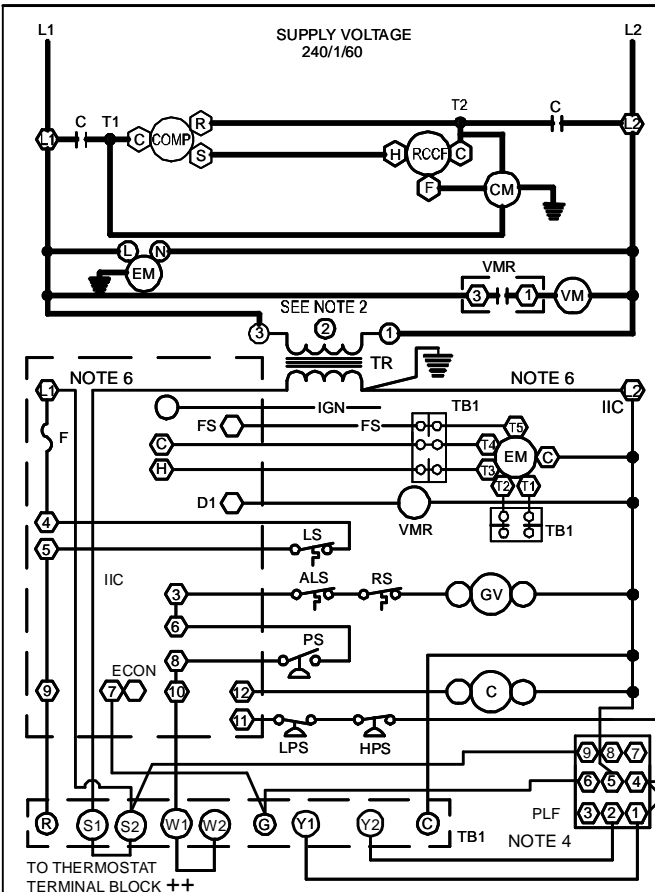 L1 L2
SUPPLY VOLTAGE
240/1/60
C T1 T2 C
L1 C COMP R L2
S H RCCF C
F CM
L N
EM
VMR
3 1 VM
SEE NOTE 2
3 2 1
TR
NOTE 6 NOTE 6
L1 L2
IGN TB1 IIC
F FS FS T5
C T4 EM C
H T3
T2 T1
D1 VMR TB1
4 LS
5
IIC ALS RS
3 GV
6
PS
8
ECON
9 7 10 12 C
11
LPS HPS
9 8 7
6 5 4
PLF 3 2 1
R S1 S2 W1 W2 G Y1 Y2 C TB1 NOTE 4
TO THERMOSTAT
TERMINAL BLOCK ++